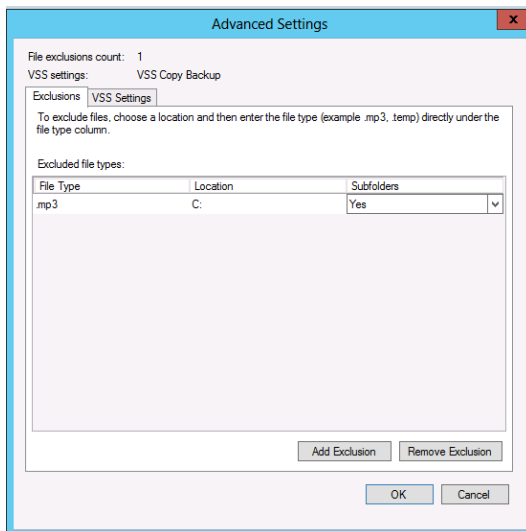 Advanced Settings
x
File exclusions count: 1
VSS settings: VSS Copy Backup
Exclusions VSS Settings
To exclude files, choose a location and then enter the file type (example .mp3, .temp) directly under the
file type column.
Excluded file types:
File Type Location Subfolders
.mp3 C: Yes
Add Exclusion Remove Exclusion
OK Cancel